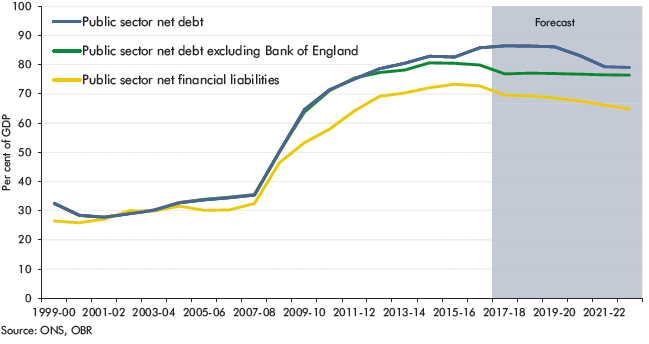 Public sector net debt
Public sector net debt excluding Bank of England
Public sector net financial liabilities
Forecast
Per cent of GDP
100
90
80
70
60
50
40
30
20
10
0
1999-00 2001-02 2003-04 2005-06 2007-08 2009-10 2011-12 2013-14 2015-16 2017-18 2019-20 2021-22
Source: ONS, OBR